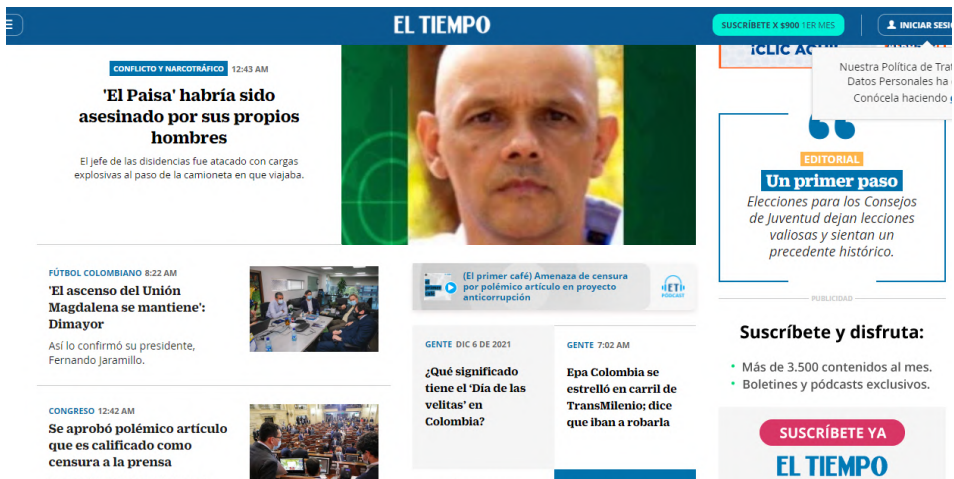 EL TIEMPO
SUSCRÍBETE X $900 1ER MES
INICIAR
¡CLIC
Nuestra Política de
Datos Personales ha
Conócela haciendo
CONFLICTO Y NARCOTRÁFICO 12:43 AM
'El Paisa' habría sido
asesinado por sus propios
hombres
El jefe de las disidencias fue atacado con cargas
explosivas al paso de la camioneta en que viajaba.
EDITORIAL
Un primer paso
Elecciones para los Consejos
de Juventud dejan lecciones
valiosas y sientan un
precedente histórico.
FÚTBOL COLOMBIANO 8:22 AM
'El ascenso del Unión
Magdalena se mantiene':
Dimayor
Así lo confirmó su presidente,
Fernando Jaramillo.
(El primer café) Amenaza de censura
por polémico artículo en proyecto
anticorrupción
ET
PÓDCAST
PUBLICIDAD
GENTE DIC 6 DE 2021
¿Qué significado
tiene el ‘Día de las
velitas’ en
Colombia?
GENTE 7:02 AM
Epa Colombia se
estrelló en carril de
TransMilenio; dice
que iban a robarla
Suscríbete y disfruta:
• Más de 3.500 contenidos al mes.
• Boletines y pódcasts exclusivos.
CONGRESO 12:42 AM
Se aprobó polémico artículo
que es calificado como
censura a la prensa
SUSCRÍBETE YA
EL TIEMPO